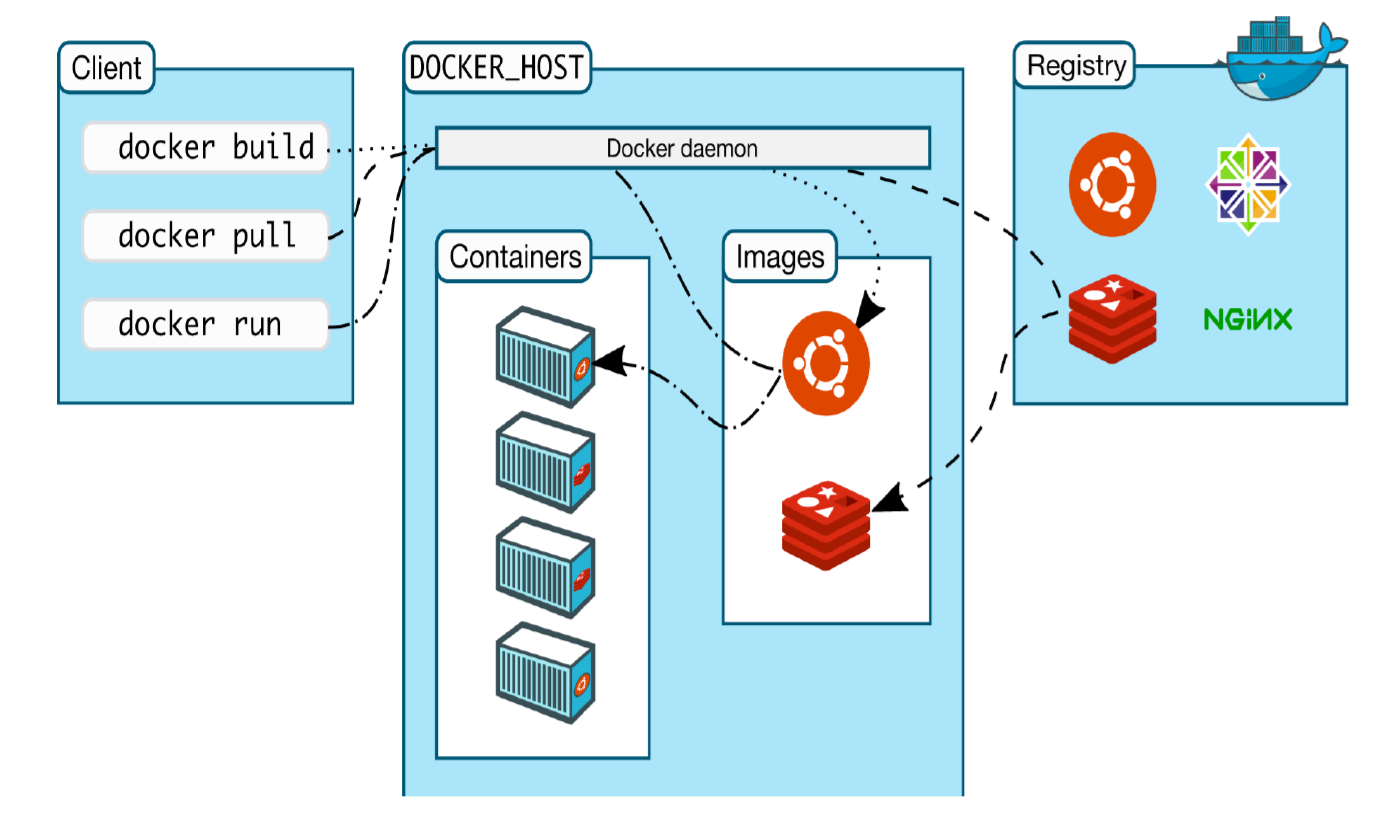 Client
docker build
docker pull
docker run
DOCKER_HOST
Docker daemon
Containers
Images
Registry
NGiNX